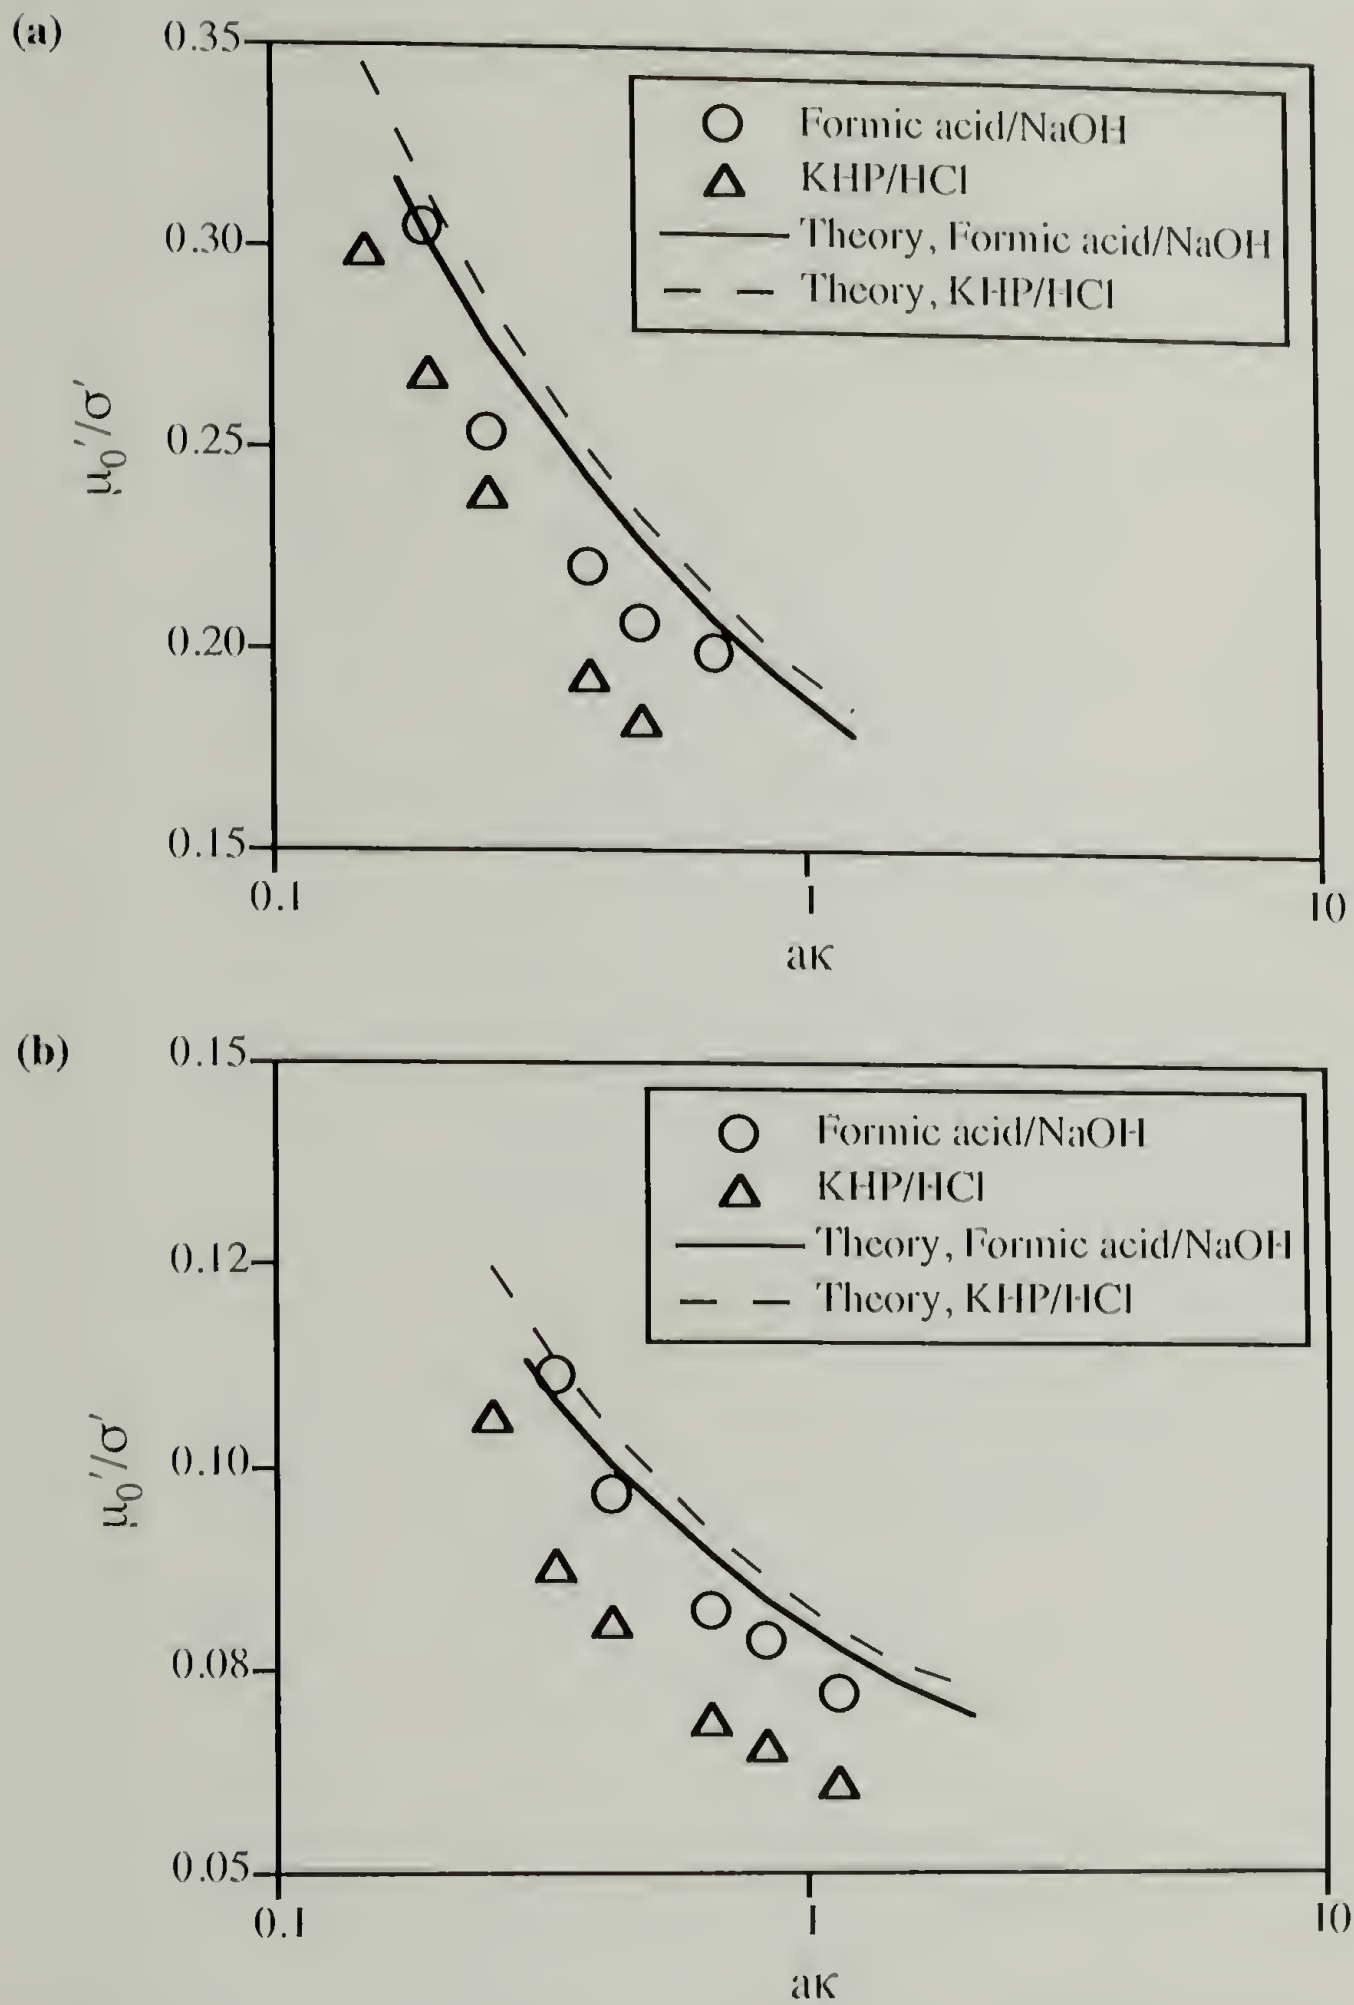 (a)
0.35
0.30
0.25
0.20
0.15
μ₀'/σ'
Formic acid/NaOH
KHP/HCl
Theory, Formic acid/NaOH
Theory, KHP/HCl
0.1
1
10
aκ
(b)
0.15
0.12
0.10
0.08
0.05
μ₀'/σ'
Formic acid/NaOH
KHP/HCl
Theory, Formic acid/NaOH
Theory, KHP/HCl
0.1
1
10
aκ